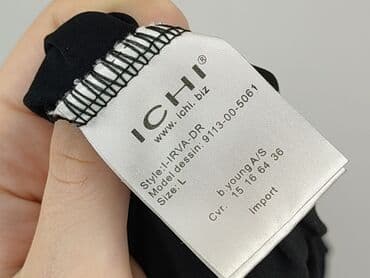 ICHI®
www.ichi.biz
Style:I-IRVA-DR
Model dessin: 9113-00-5061
Size:L
b.young A/S
Cvr. 15 16 64 36
Import